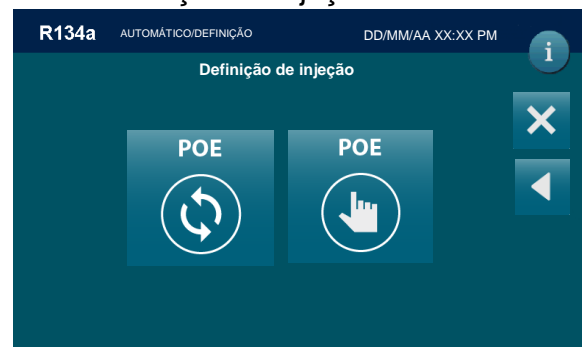 R134a AUTOMÁTICO/DEFINIÇÃO DD/MM/AA XX:XX PM
i
Definição de injeção
POE POE